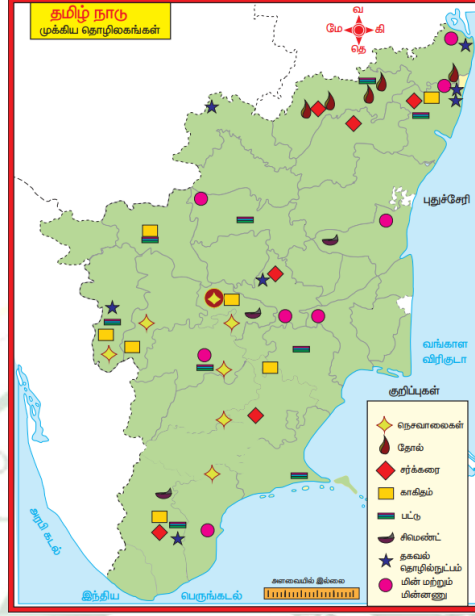 தமிழ் நாடு
முக்கிய தொழிலகங்கள்
வ
மே
கி
தெ
புதுச்சேரி
வங்காள
விரிகுடா
குறிப்புகள்
நெசவாலைகள்
தோல்
சர்க்கரை
காகிதம்
பட்டு
சிமெண்ட்
தகவல்
தொழில்நுட்பம்
மின் மற்றும்
மின்னணு
அரபி கடல்
இந்திய
பெருங்கடல்
அளவையில் இல்லை